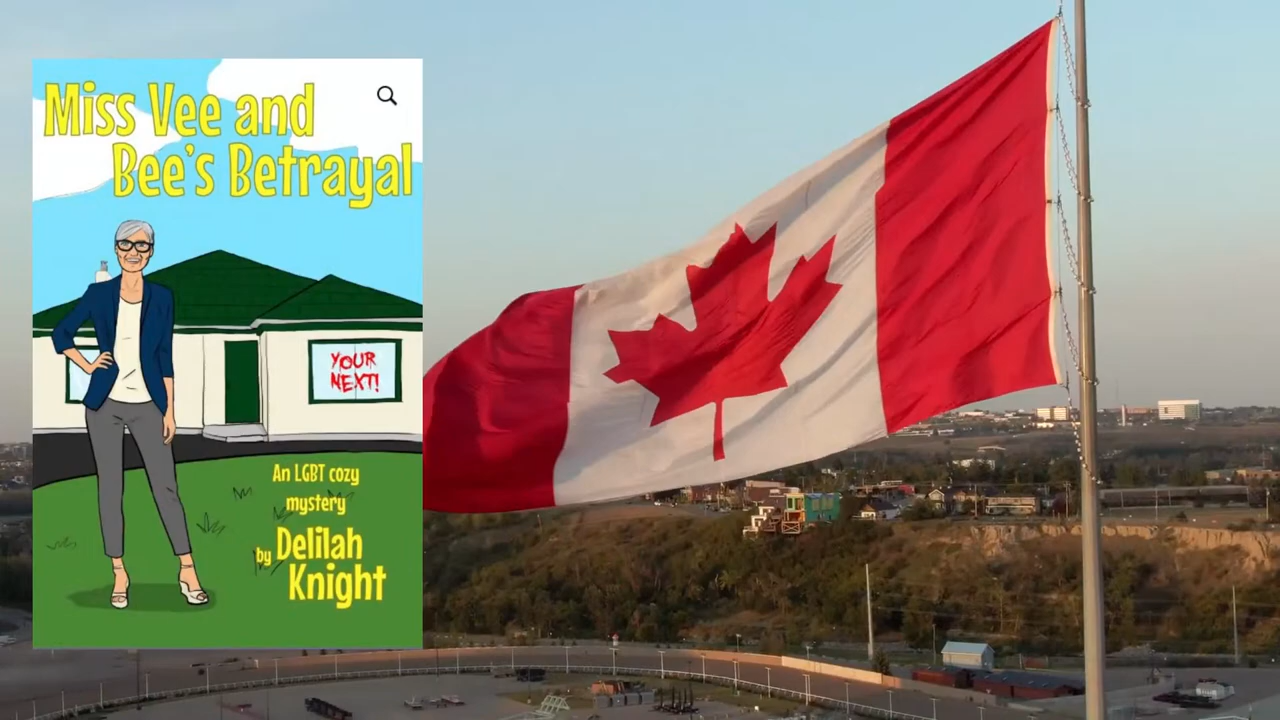 Miss Vee and
Bee's Betrayal
YOUR
NEXT!
An LGBT cozy
mystery
by Delilah
Knight